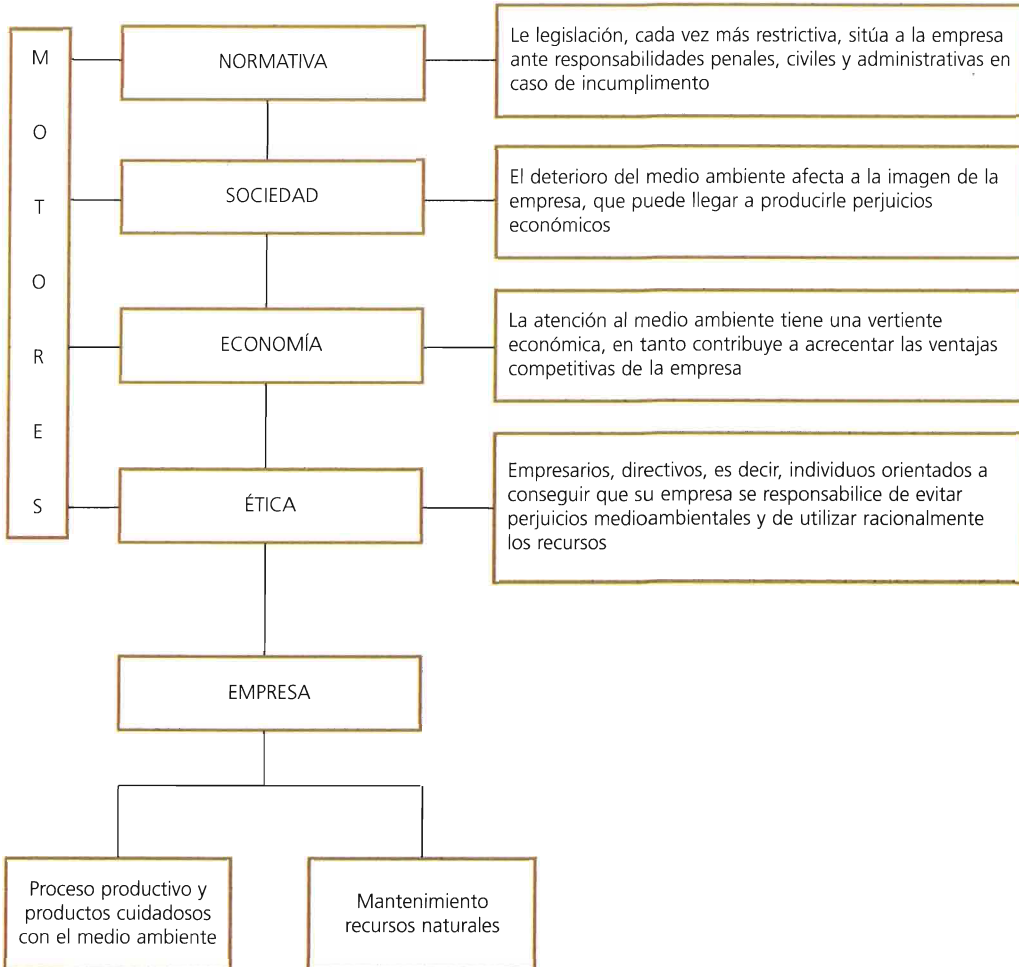 M
O
T
O
R
E
S
NORMATIVA
Le legislación, cada vez más restrictiva, sitúa a la empresa
ante responsabilidades penales, civiles y administrativas en
caso de incumplimento
SOCIEDAD
El deterioro del medio ambiente afecta a la imagen de la
empresa, que puede llegar a producirle perjuicios
económicos
ECONOMÍA
La atención al medio ambiente tiene una vertiente
económica, en tanto contribuye a acrecentar las ventajas
competitivas de la empresa
ÉTICA
Empresarios, directivos, es decir, individuos orientados a
conseguir que su empresa se responsabilice de evitar
perjuicios medioambientales y de utilizar racionalmente
los recursos
EMPRESA
Proceso productivo y
productos cuidadosos
con el medio ambiente
Mantenimiento
recursos naturales